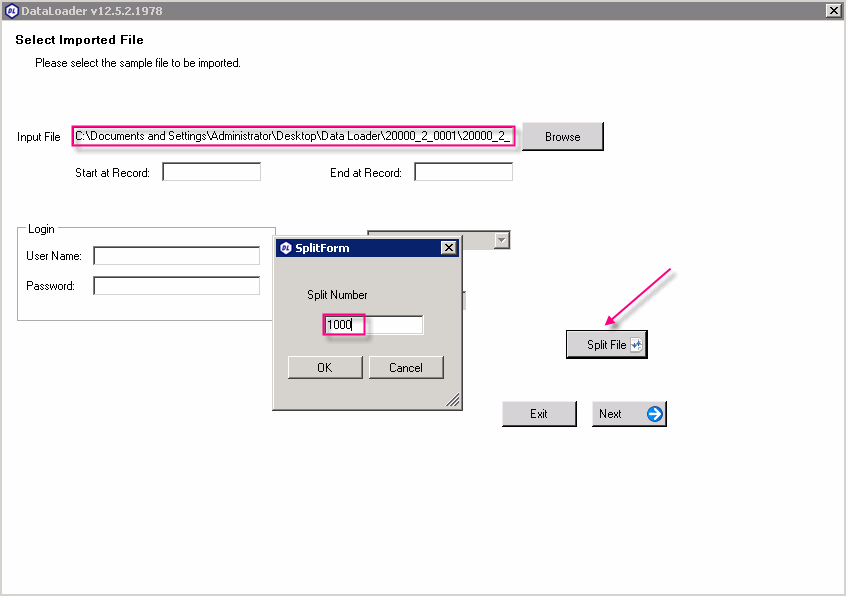 DataLoader v12.5.2.1978
Select Imported File
Please select the sample file to be imported.
Input File C:\Documents and Settings\Administrator\Desktop\Data Loader\20000_2_0001\20000_2_ Browse
Start at Record: End at Record:
Login
User Name:
Password:
SplitForm
Split Number
1000
OK Cancel
Split File
Exit Next